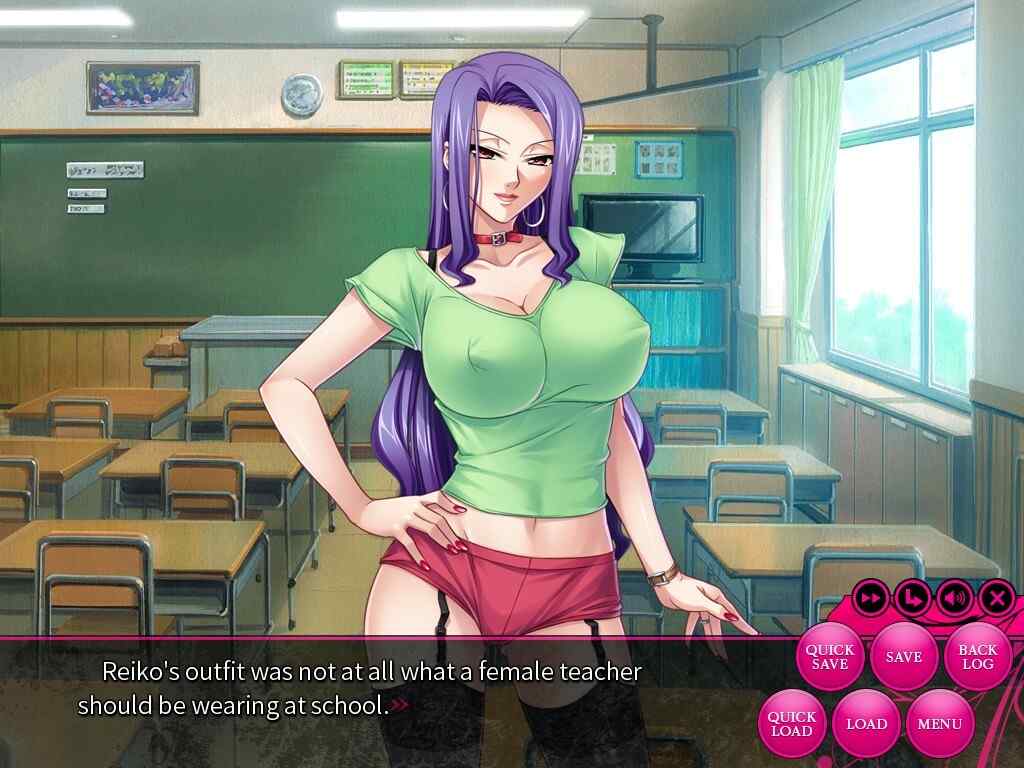 Reiko's outfit was not at all what a female teacher
should be wearing at school.
QUICK
SAVE
SAVE
BACK
LOG
QUICK
LOAD
LOAD
MENU